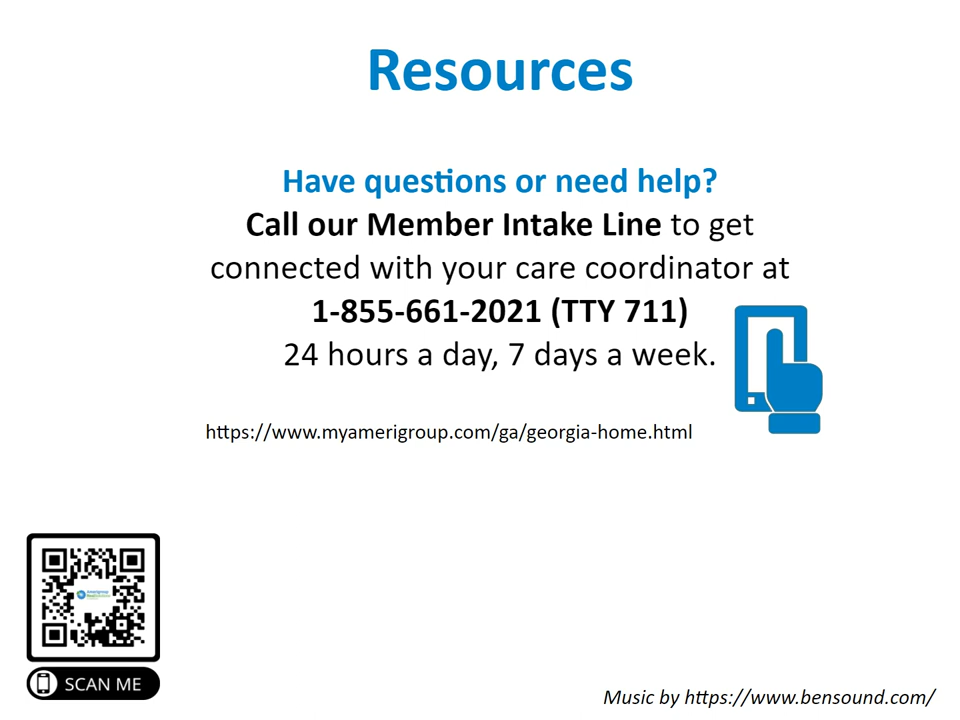 Resources
Have questions or need help?
Call our Member Intake Line to get
connected with your care coordinator at
1-855-661-2021 (TTY 711)
24 hours a day, 7 days a week.
https://www.myamerigroup.com/ga/georgia-home.html
SCAN ME
Music by https://www.bensound.com/